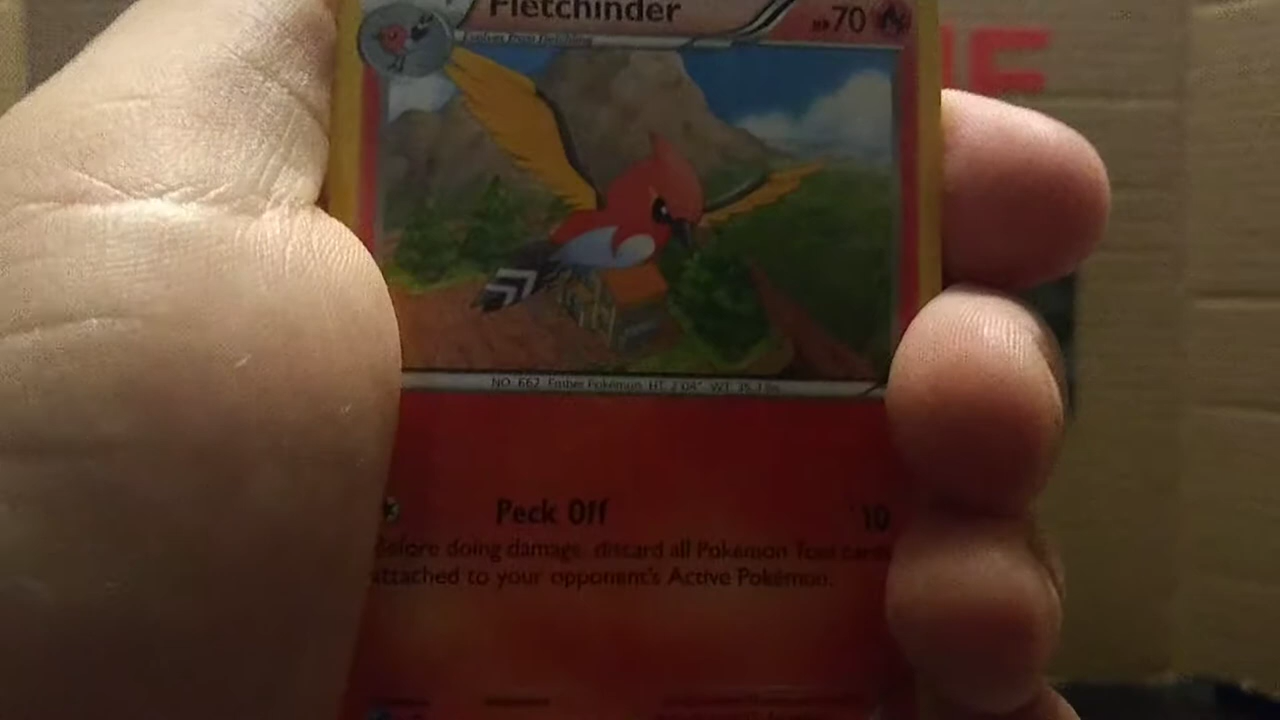 Fletchinder HP70
Evolves from Fletchling
NO. 662 Ember Pokémon HT: 2'04" WT: 35.3 lbs.
Peck Off 10
Before doing damage, discard all Pokémon Tool cards
attached to your opponent's Active Pokémon.